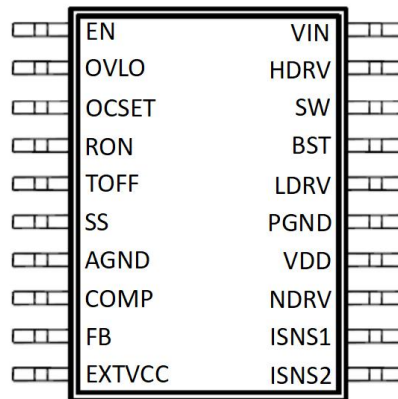 EN VIN
OVLO HDRV
OCSET SW
RON BST
TOFF LDRV
SS PGND
AGND VDD
COMP NDRV
FB ISNS1
EXTVCC ISNS2